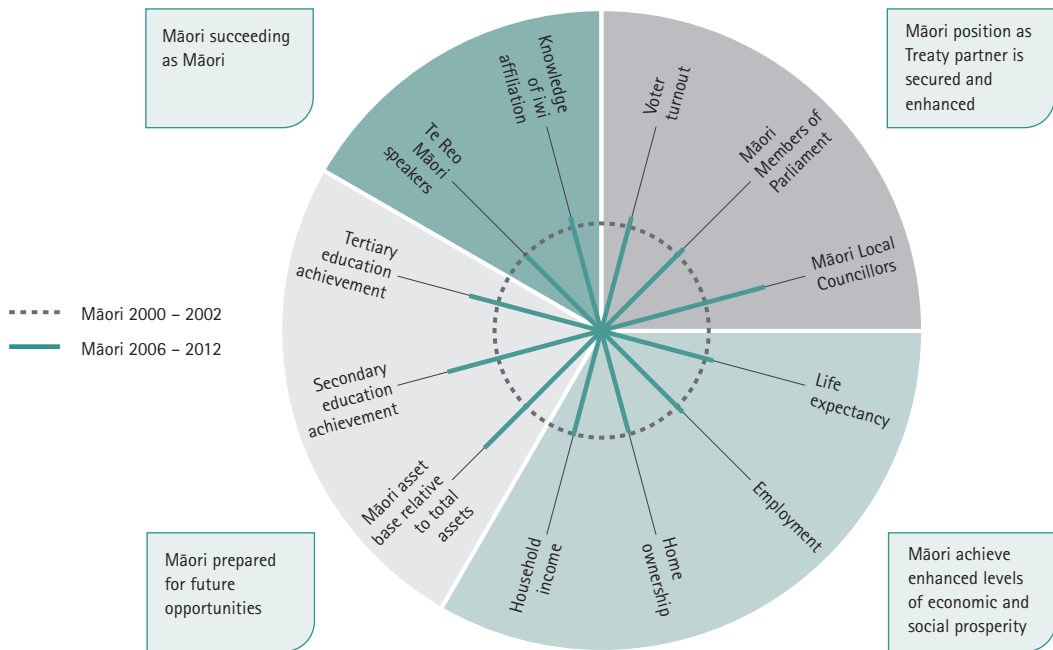 Māori succeeding
as Māori
Māori position as
Treaty partner is
secured and
enhanced
Knowledge
of iwi
affiliation
Voter
turnout
Te Reo
Māori
speakers
Māori
Members of
Parliament
Tertiary
education
achievement
Māori Local
Councillors
Māori 2000 – 2002
Māori 2006 – 2012
Secondary
education
achievement
Life
expectancy
Māori asset
base relative
to total
assets
Employment
Household
income
Home
ownership
Māori prepared
for future
opportunities
Māori achieve
enhanced levels
of economic and
social prosperity